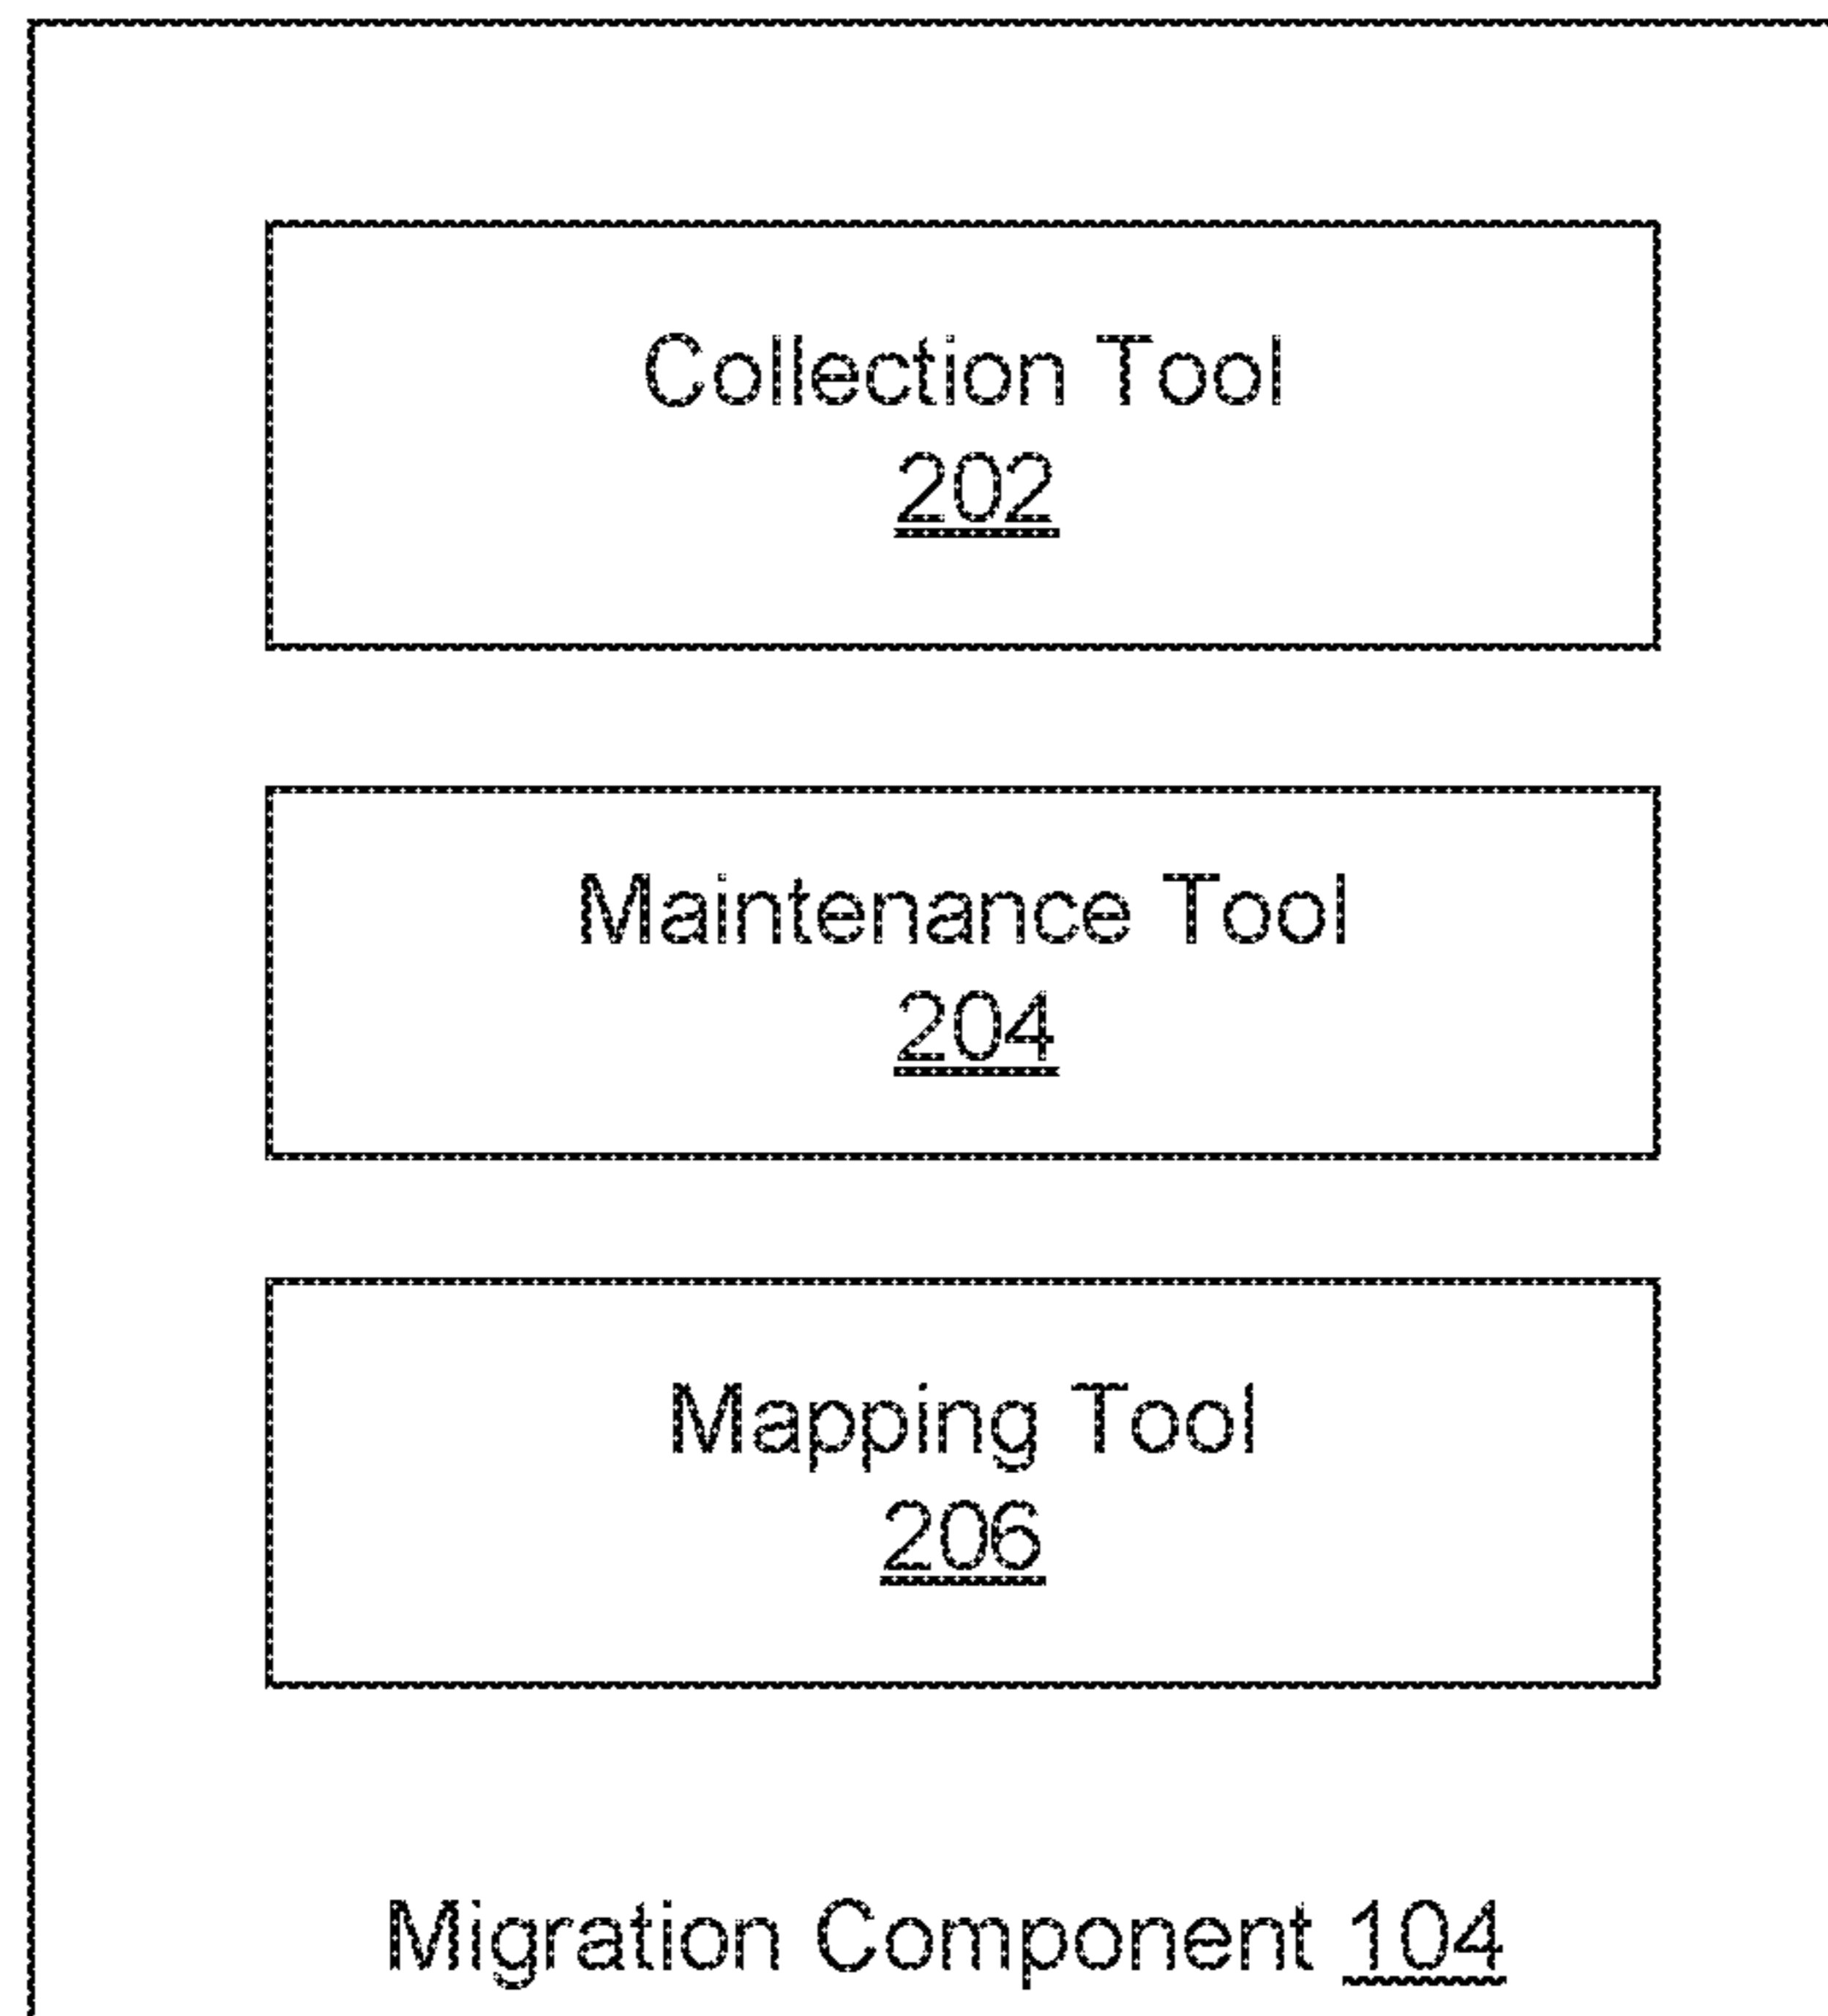 Collection Tool
202
Maintenance Tool
204
Mapping Tool
206
Migration Component 104